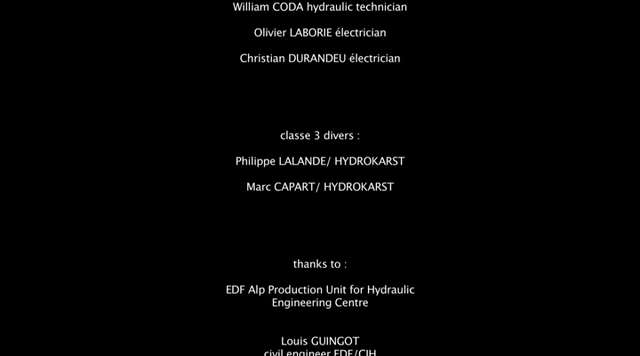 William CODA hydraulic technician
Olivier LABORIE électrician
Christian DURANDEU électrician
classe 3 divers :
Philippe LALANDE/ HYDROKARST
Marc CAPART/ HYDROKARST
thanks to :
EDF Alp Production Unit for Hydraulic
Engineering Centre
Louis GUINGOT
civil engineer EDF/CIH